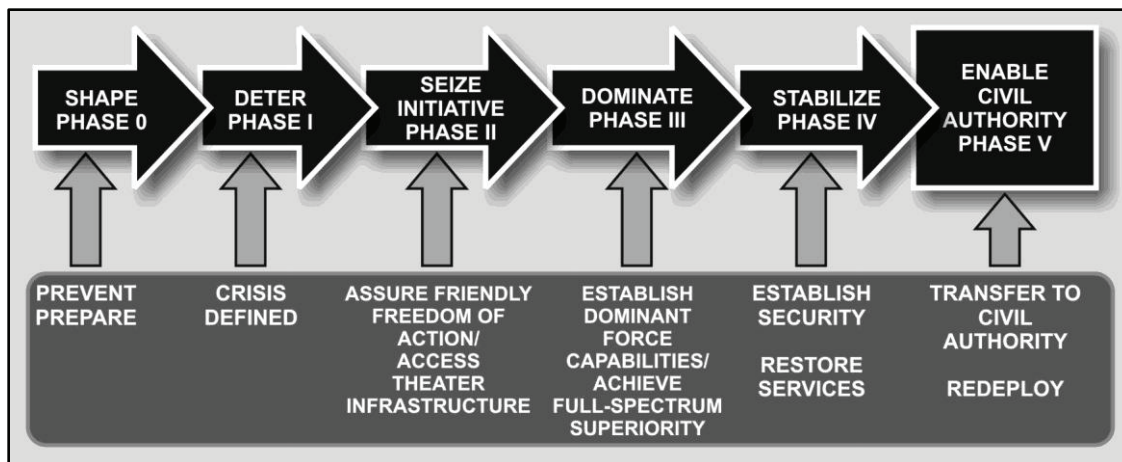 SHAPE
PHASE 0
DETER
PHASE I
SEIZE
INITIATIVE
PHASE II
DOMINATE
PHASE III
STABILIZE
PHASE IV
ENABLE
CIVIL
AUTHORITY
PHASE V
PREVENT
PREPARE
CRISIS
DEFINED
ASSURE FRIENDLY
FREEDOM OF
ACTION/
ACCESS
THEATER
INFRASTRUCTURE
ESTABLISH
DOMINANT
FORCE
CAPABILITIES/
ACHIEVE
FULL-SPECTRUM
SUPERIORITY
ESTABLISH
SECURITY
RESTORE
SERVICES
TRANSFER TO
CIVIL
AUTHORITY
REDEPLOY